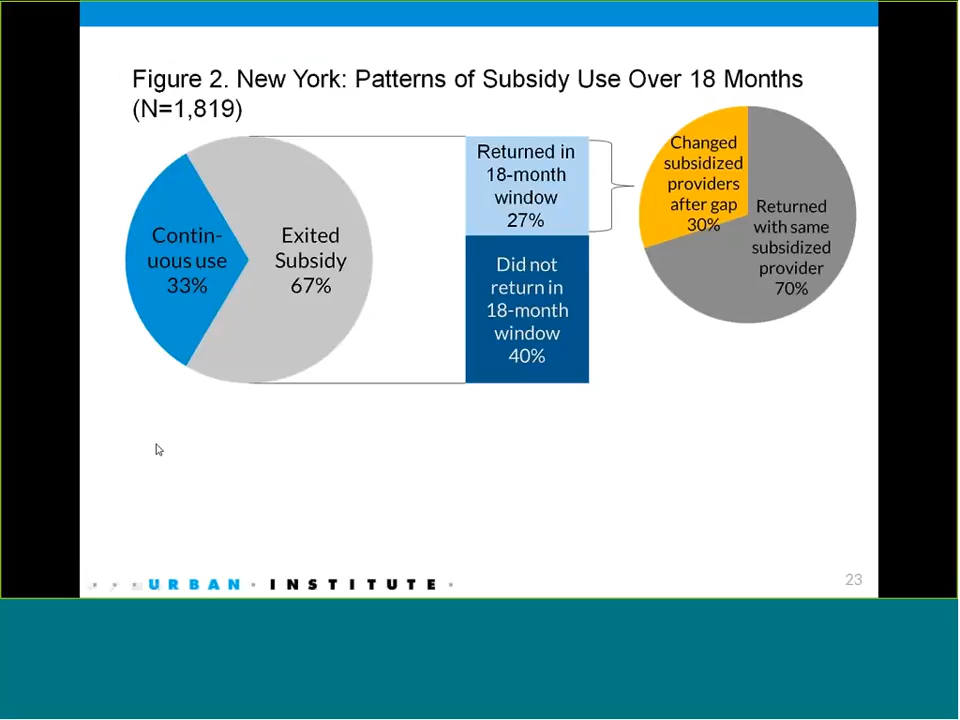 Figure 2. New York: Patterns of Subsidy Use Over 18 Months
(N=1,819)
Contin-
uous use
33%
Exited
Subsidy
67%
Returned in
18-month
window
27%
Did not
return in
18-month
window
40%
Changed
subsidized
providers
after gap
30%
Returned
with same
subsidized
provider
70%
URBAN INSTITUTE
23